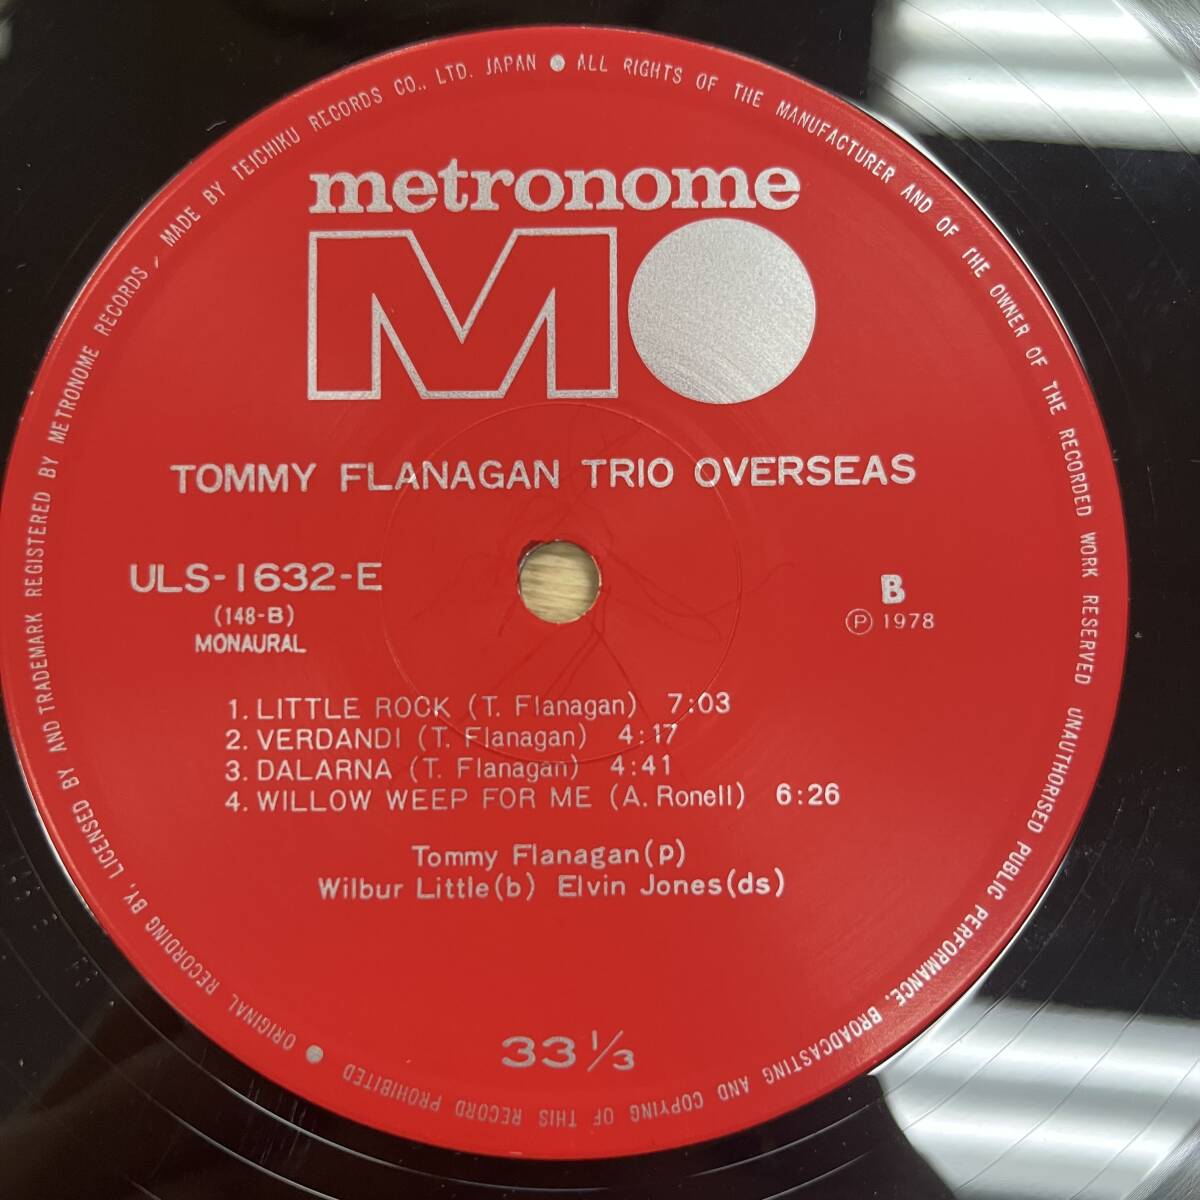 metronome
MO
TOMMY FLANAGAN TRIO OVERSEAS
ULS-1632-E
(148-B)
MONAURAL
B
Ⓟ 1978
1. LITTLE ROCK (T. Flanagan) 7:03
2. VERDANDI (T. Flanagan) 4:17
3. DALARNA (T. Flanagan) 4:41
4. WILLOW WEEP FOR ME (A. Ronell) 6:26
Tommy Flanagan(p)
Wilbur Little(b) Elvin Jones(ds)
33 1/3
● ORIGINAL RECORDING BY, LICENSED BY AND TRADEMARK REGISTERED BY METRONOME RECORDS, MADE BY TEICHIKU RECORDS CO., LTD. JAPAN ● ALL RIGHTS OF THE MANUFACTURER AND OF THE OWNER OF THE RECORDED WORK RESERVED UNAUTHORISED PUBLIC PERFORMANCE, BROADCASTING AND COPYING OF THIS RECORD PROHIBITED